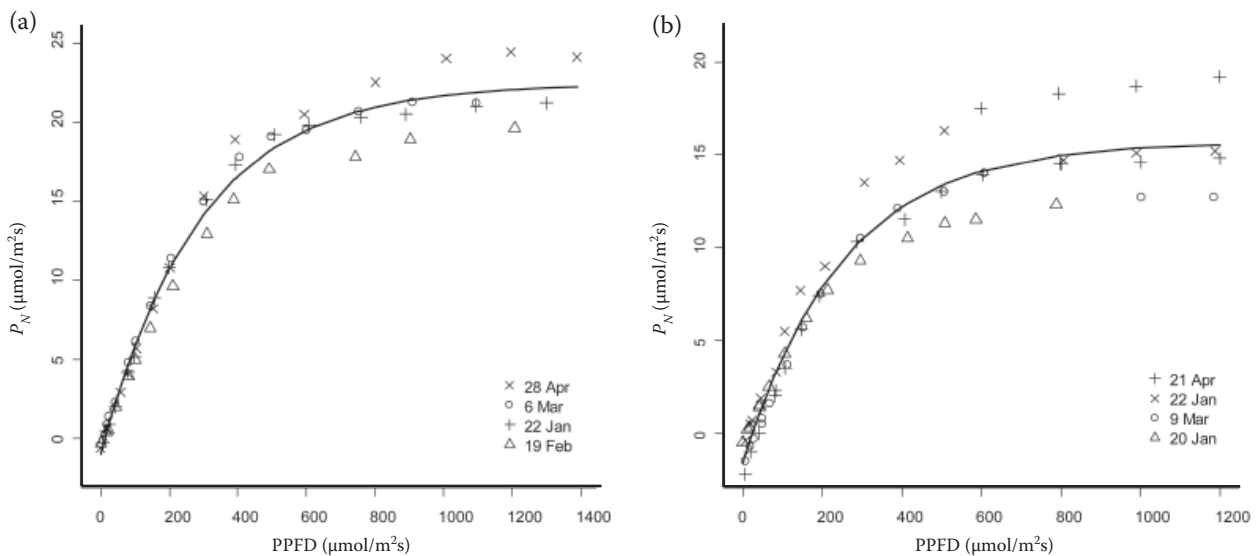 (a)
25
20
15
10
5
0
P_N (µmol/m²s)
× 28 Apr
○ 6 Mar
+ 22 Jan
△ 19 Feb
0 200 400 600 800 1000 1200 1400
PPFD (µmol/m²s)
(b)
20
15
10
5
0
P_N (µmol/m²s)
+ 21 Apr
× 22 Jan
○ 9 Mar
△ 20 Jan
0 200 400 600 800 1000 1200
PPFD (µmol/m²s)